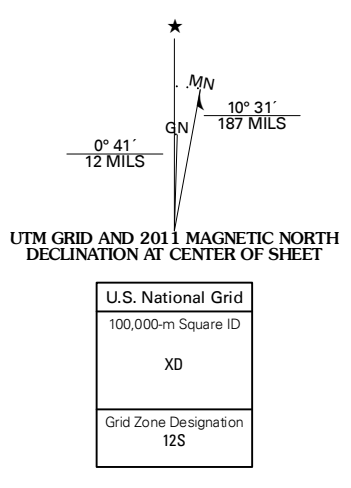 ★
MN
10° 31´
187 MILS
GN
0° 41´
12 MILS
UTM GRID AND 2011 MAGNETIC NORTH
DECLINATION AT CENTER OF SHEET
U.S. National Grid
100,000-m Square ID
XD
Grid Zone Designation
12S